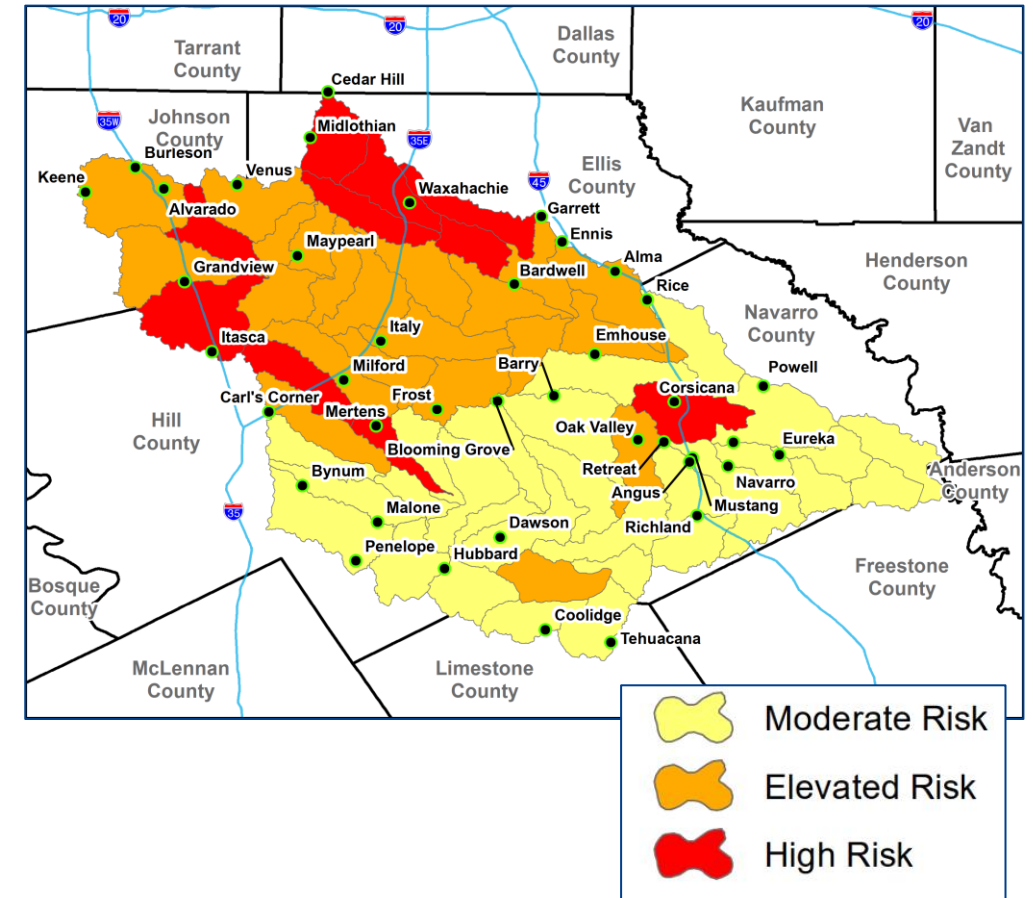 20
20
20
Tarrant
County
Dallas
County
Cedar Hill
Kaufman
County
35W
Johnson
County
Midlothian
35E
Van
Zandt
County
Burleson
Ellis
County
Keene
Venus
45
Waxahachie
Alvarado
Garrett
Ennis
Maypearl
Alma
Grandview
Bardwell
Henderson
County
Rice
Navarro
County
Italy
Emhouse
Itasca
Barry
Milford
Powell
Carl's Corner
Frost
Corsicana
Hill
County
Mertens
Oak Valley
Eureka
Blooming Grove
Retreat
Bynum
Angus
Navarro
Anderson
County
35
Malone
Mustang
Dawson
Richland
Penelope
Hubbard
Freestone
County
Bosque
County
Coolidge
Tehuacana
McLennan
County
Limestone
County
Moderate Risk
Elevated Risk
High Risk